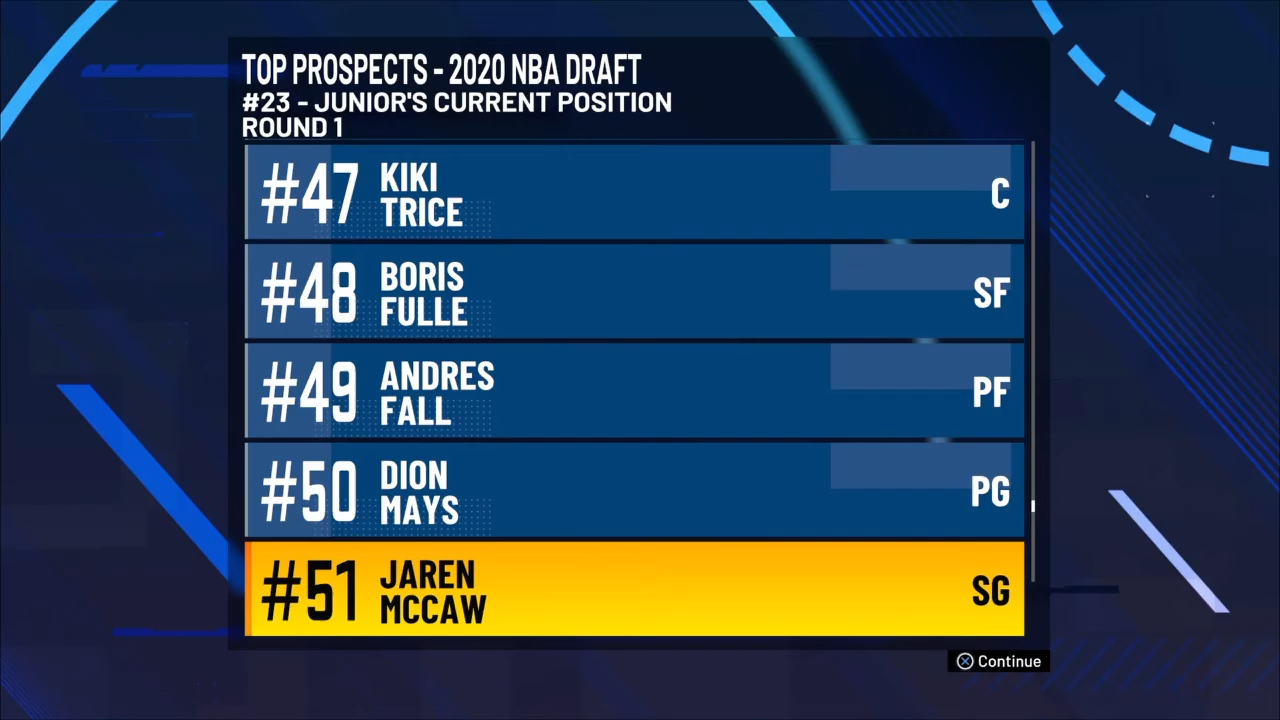 TOP PROSPECTS - 2020 NBA DRAFT
#23 - JUNIOR'S CURRENT POSITION
ROUND 1
#47
KIKI
TRICE
C
#48
BORIS
FULLE
SF
#49
ANDRES
FALL
PF
#50
DION
MAYS
PG
#51
JAREN
MCCAW
SG
Continue